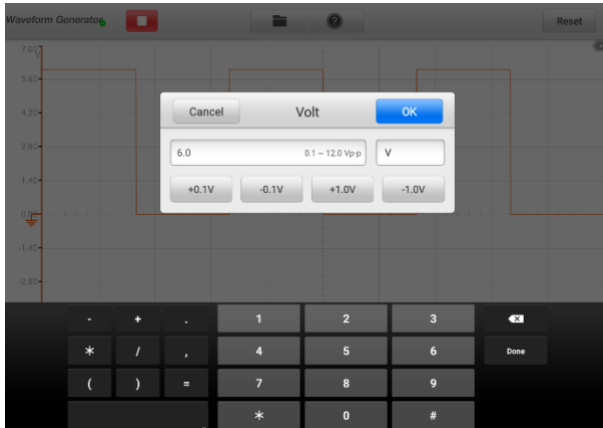 Waveform Generator
Reset
7.00
V
5.60
4.20
2.80
1.40
0.00
-1.40
-2.80
Cancel Volt OK
6.0 0.1 ~ 12.0 Vp-p V
+0.1V -0.1V +1.0V -1.0V
- + . 1 2 3
* / , 4 5 6 Done
( ) = 7 8 9
* 0 #